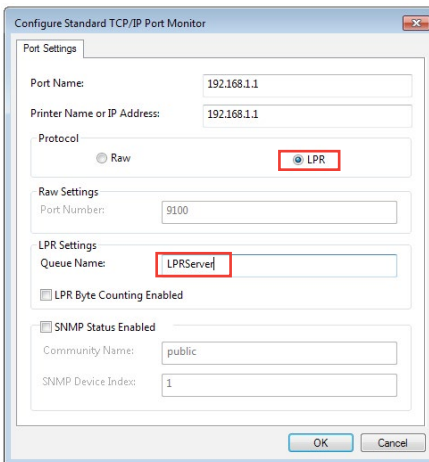 Configure Standard TCP/IP Port Monitor
Port Settings
Port Name: 192.168.1.1
Printer Name or IP Address: 192.168.1.1
Protocol
Raw LPR
Raw Settings
Port Number: 9100
LPR Settings
Queue Name: LPRServer
LPR Byte Counting Enabled
SNMP Status Enabled
Community Name: public
SNMP Device Index: 1
OK Cancel